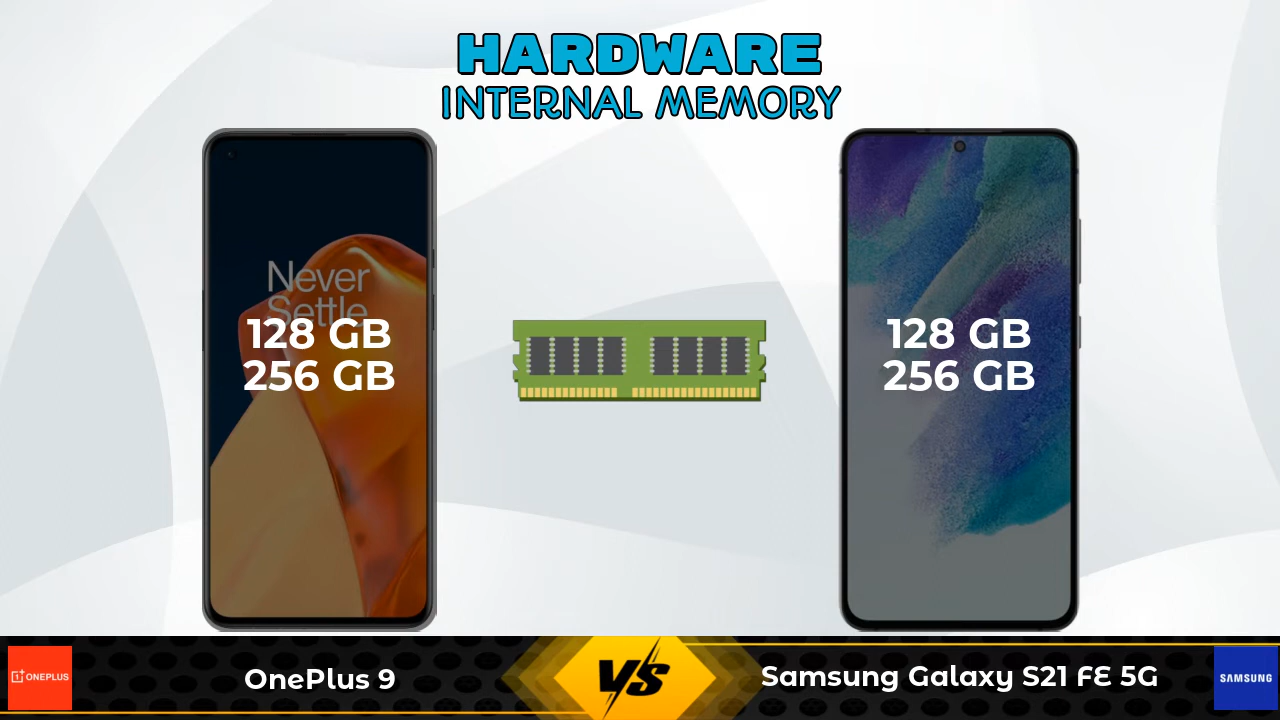 HARDWARE
INTERNAL MEMORY
Never
Settle
128 GB
256 GB
128 GB
256 GB
ONEPLUS
OnePlus 9
VS
Samsung Galaxy S21 FE 5G
SAMSUNG